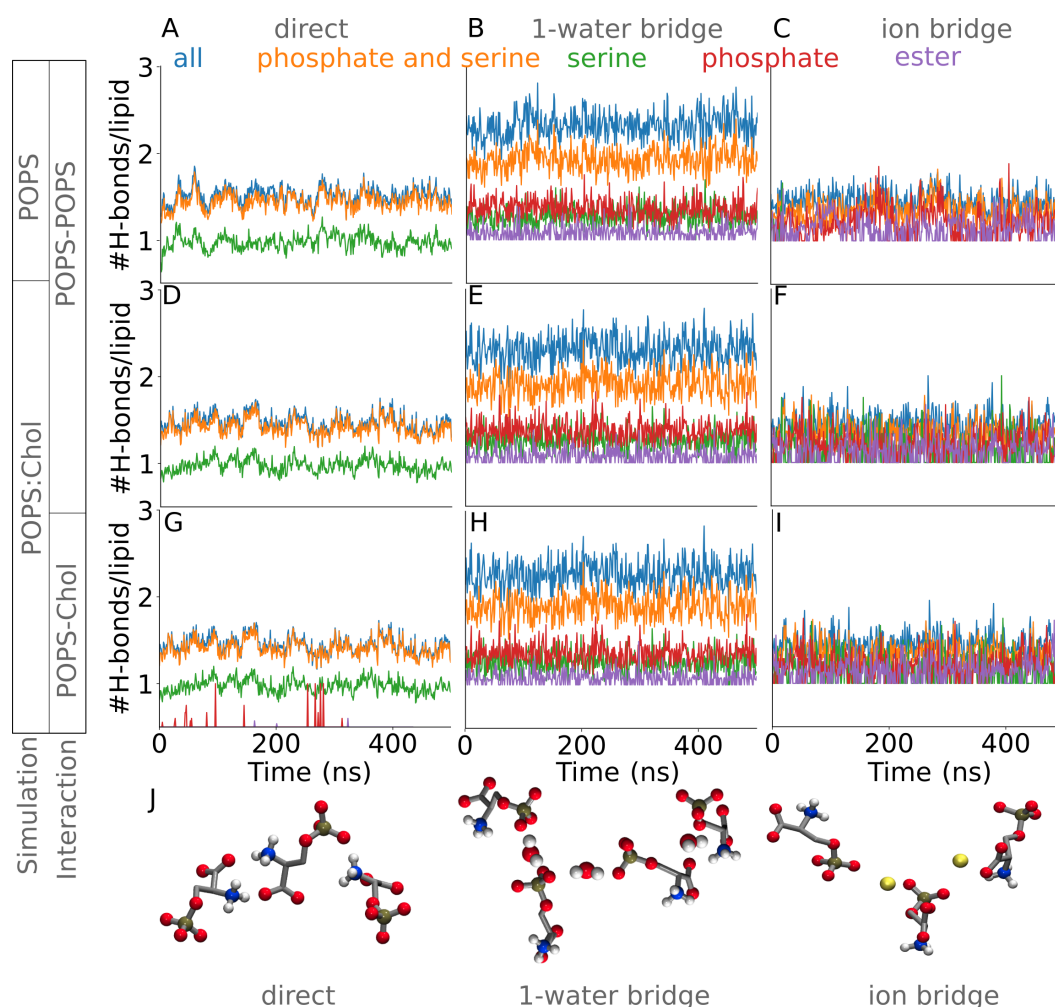 A direct B 1-water bridge C ion bridge
all phosphate and serine serine phosphate ester
POPS
POPS-POPS
#H-bonds/lipid
3
2
1
D E F
POPS:Chol
#H-bonds/lipid
3
2
1
G H I
POPS-Chol
#H-bonds/lipid
3
2
1
0 200 400 0 200 400 200 400
Time (ns) Time (ns) Time (ns)
Simulation
Interaction
J
direct 1-water bridge ion bridge